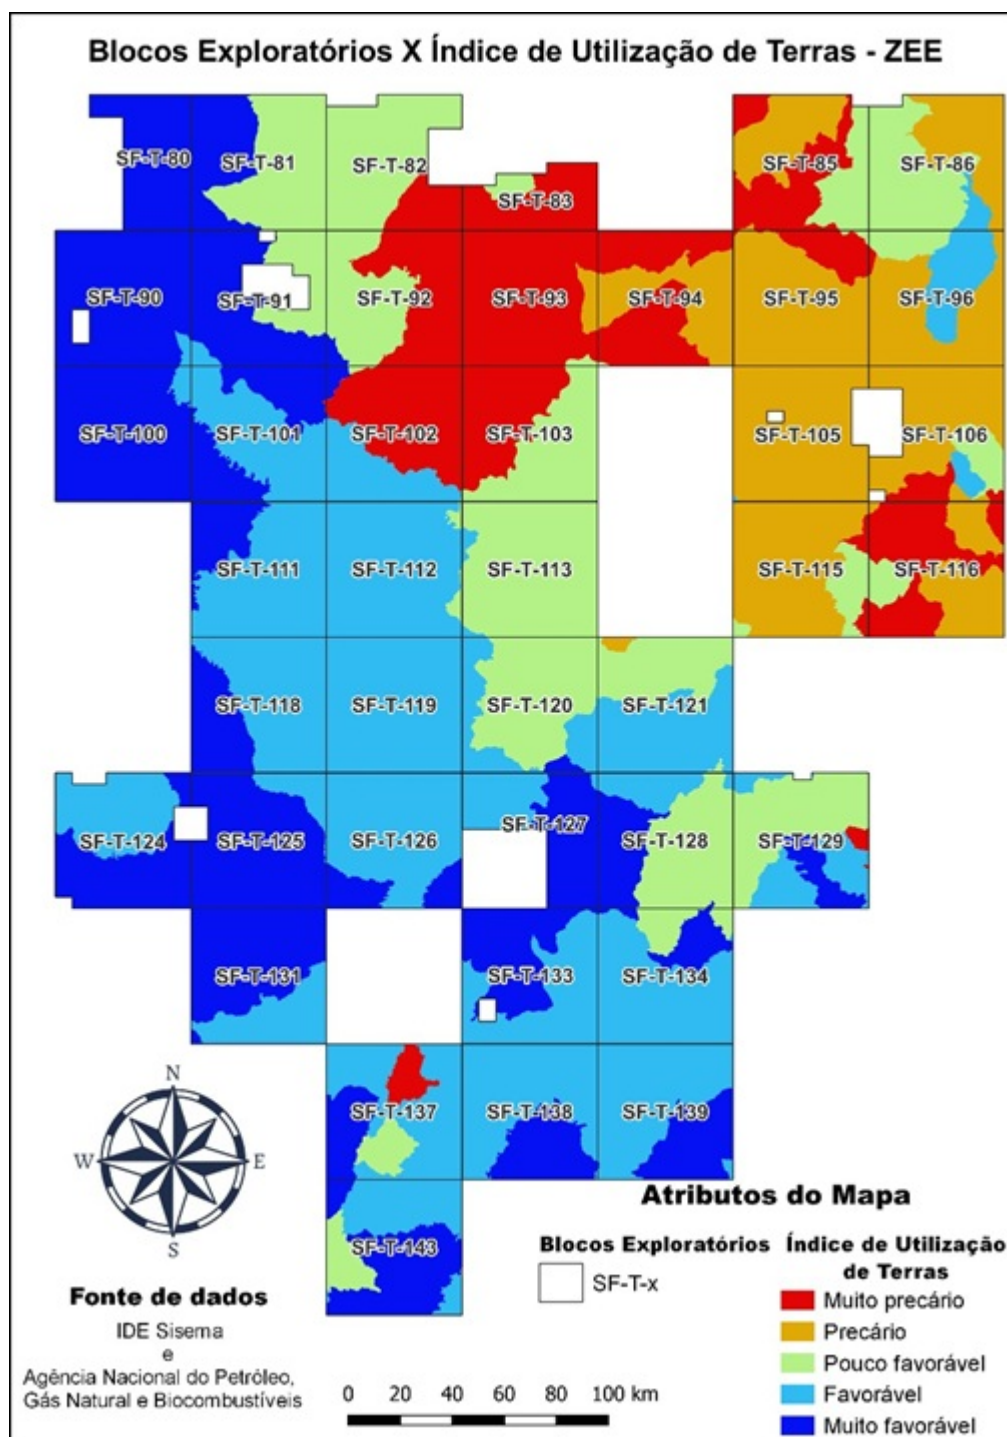 Blocos Exploratórios X Índice de Utilização de Terras - ZEE
SF-T-80
SF-T-81
SF-T-82
SF-T-83
SF-T-85
SF-T-86
SF-T-90
SF-T-91
SF-T-92
SF-T-93
SF-T-94
SF-T-95
SF-T-96
SF-T-100
SF-T-101
SF-T-102
SF-T-103
SF-T-105
SF-T-106
SF-T-111
SF-T-112
SF-T-113
SF-T-115
SF-T-116
SF-T-118
SF-T-119
SF-T-120
SF-T-121
SF-T-124
SF-T-125
SF-T-126
SF-T-127
SF-T-128
SF-T-129
SF-T-131
SF-T-133
SF-T-134
SF-T-137
SF-T-138
SF-T-139
SF-T-143
N
W
E
S
Fonte de dados
IDE Sisema
e
Agência Nacional do Petróleo,
Gás Natural e Biocombustíveis
0 20 40 60 80 100 km
Atributos do Mapa
Blocos Exploratórios
SF-T-x
Índice de Utilização
de Terras
Muito precário
Precário
Pouco favorável
Favorável
Muito favorável